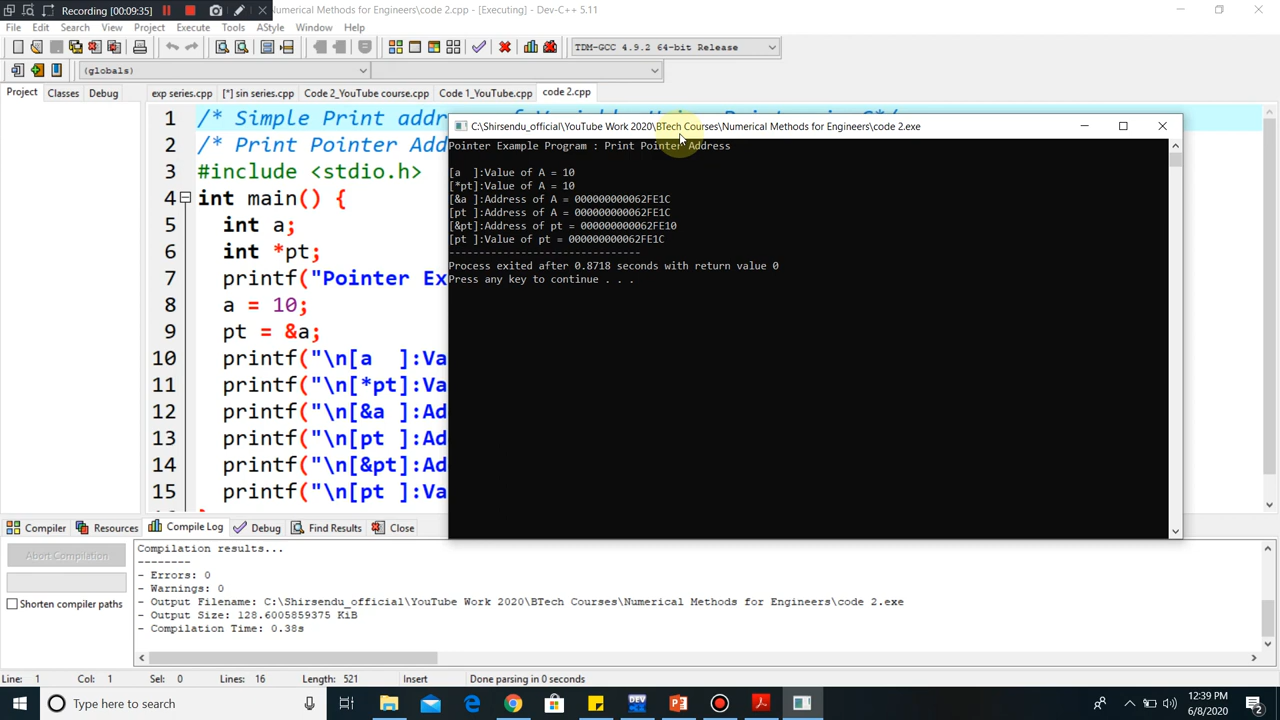 Recording [00:09:35]
Numerical Methods for Engineers\code 2.cpp - [Executing] - Dev-C++ 5.11
File Edit Search View Project Execute Tools AStyle Window Help
TDM-GCC 4.9.2 64-bit Release
(globals)
Project Classes Debug
exp series.cpp [*] sin series.cpp Code 2_YouTube course.cpp Code 1_YouTube.cpp code 2.cpp
1 /* Simple Print addr
2 /* Print Pointer Add
3 #include <stdio.h>
4 int main() {
5 int a;
6 int *pt;
7 printf("Pointer Ex
8 a = 10;
9 pt = &a;
10 printf("\n[a  ]:Va
11 printf("\n[*pt]:Va
12 printf("\n[&a ]:Ad
13 printf("\n[pt ]:Ad
14 printf("\n[&pt]:Ad
15 printf("\n[pt ]:Va
C:\Shirsendu_official\YouTube Work 2020\BTech Courses\Numerical Methods for Engineers\code 2.exe
Pointer Example Program : Print Pointer Address
[a  ]:Value of A = 10
[*pt]:Value of A = 10
[&a ]:Address of A = 000000000062FE1C
[pt ]:Address of A = 000000000062FE1C
[&pt]:Address of pt = 000000000062FE10
[pt ]:Value of pt = 000000000062FE1C
--------------------------------
Process exited after 0.8718 seconds with return value 0
Press any key to continue . . .
Compiler Resources Compile Log Debug Find Results Close
Abort Compilation
Shorten compiler paths
Compilation results...
--------
- Errors: 0
- Warnings: 0
- Output Filename: C:\Shirsendu_official\YouTube Work 2020\BTech Courses\Numerical Methods for Engineers\code 2.exe
- Output Size: 128.6005859375 KiB
- Compilation Time: 0.38s
Line: 1 Col: 1 Sel: 0 Lines: 16 Length: 521 Insert Done parsing in 0 seconds
Type here to search
DEV
12:39 PM
6/8/2020
2